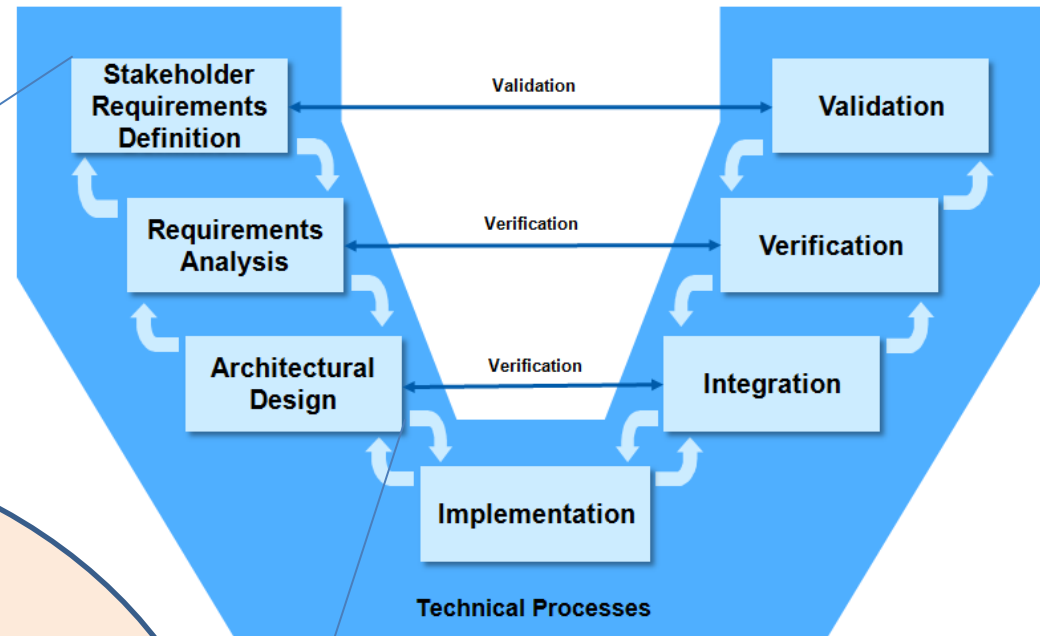 Stakeholder
Requirements
Definition
Validation
Validation
Requirements
Analysis
Verification
Verification
Architectural
Design
Verification
Integration
Implementation
Technical Processes